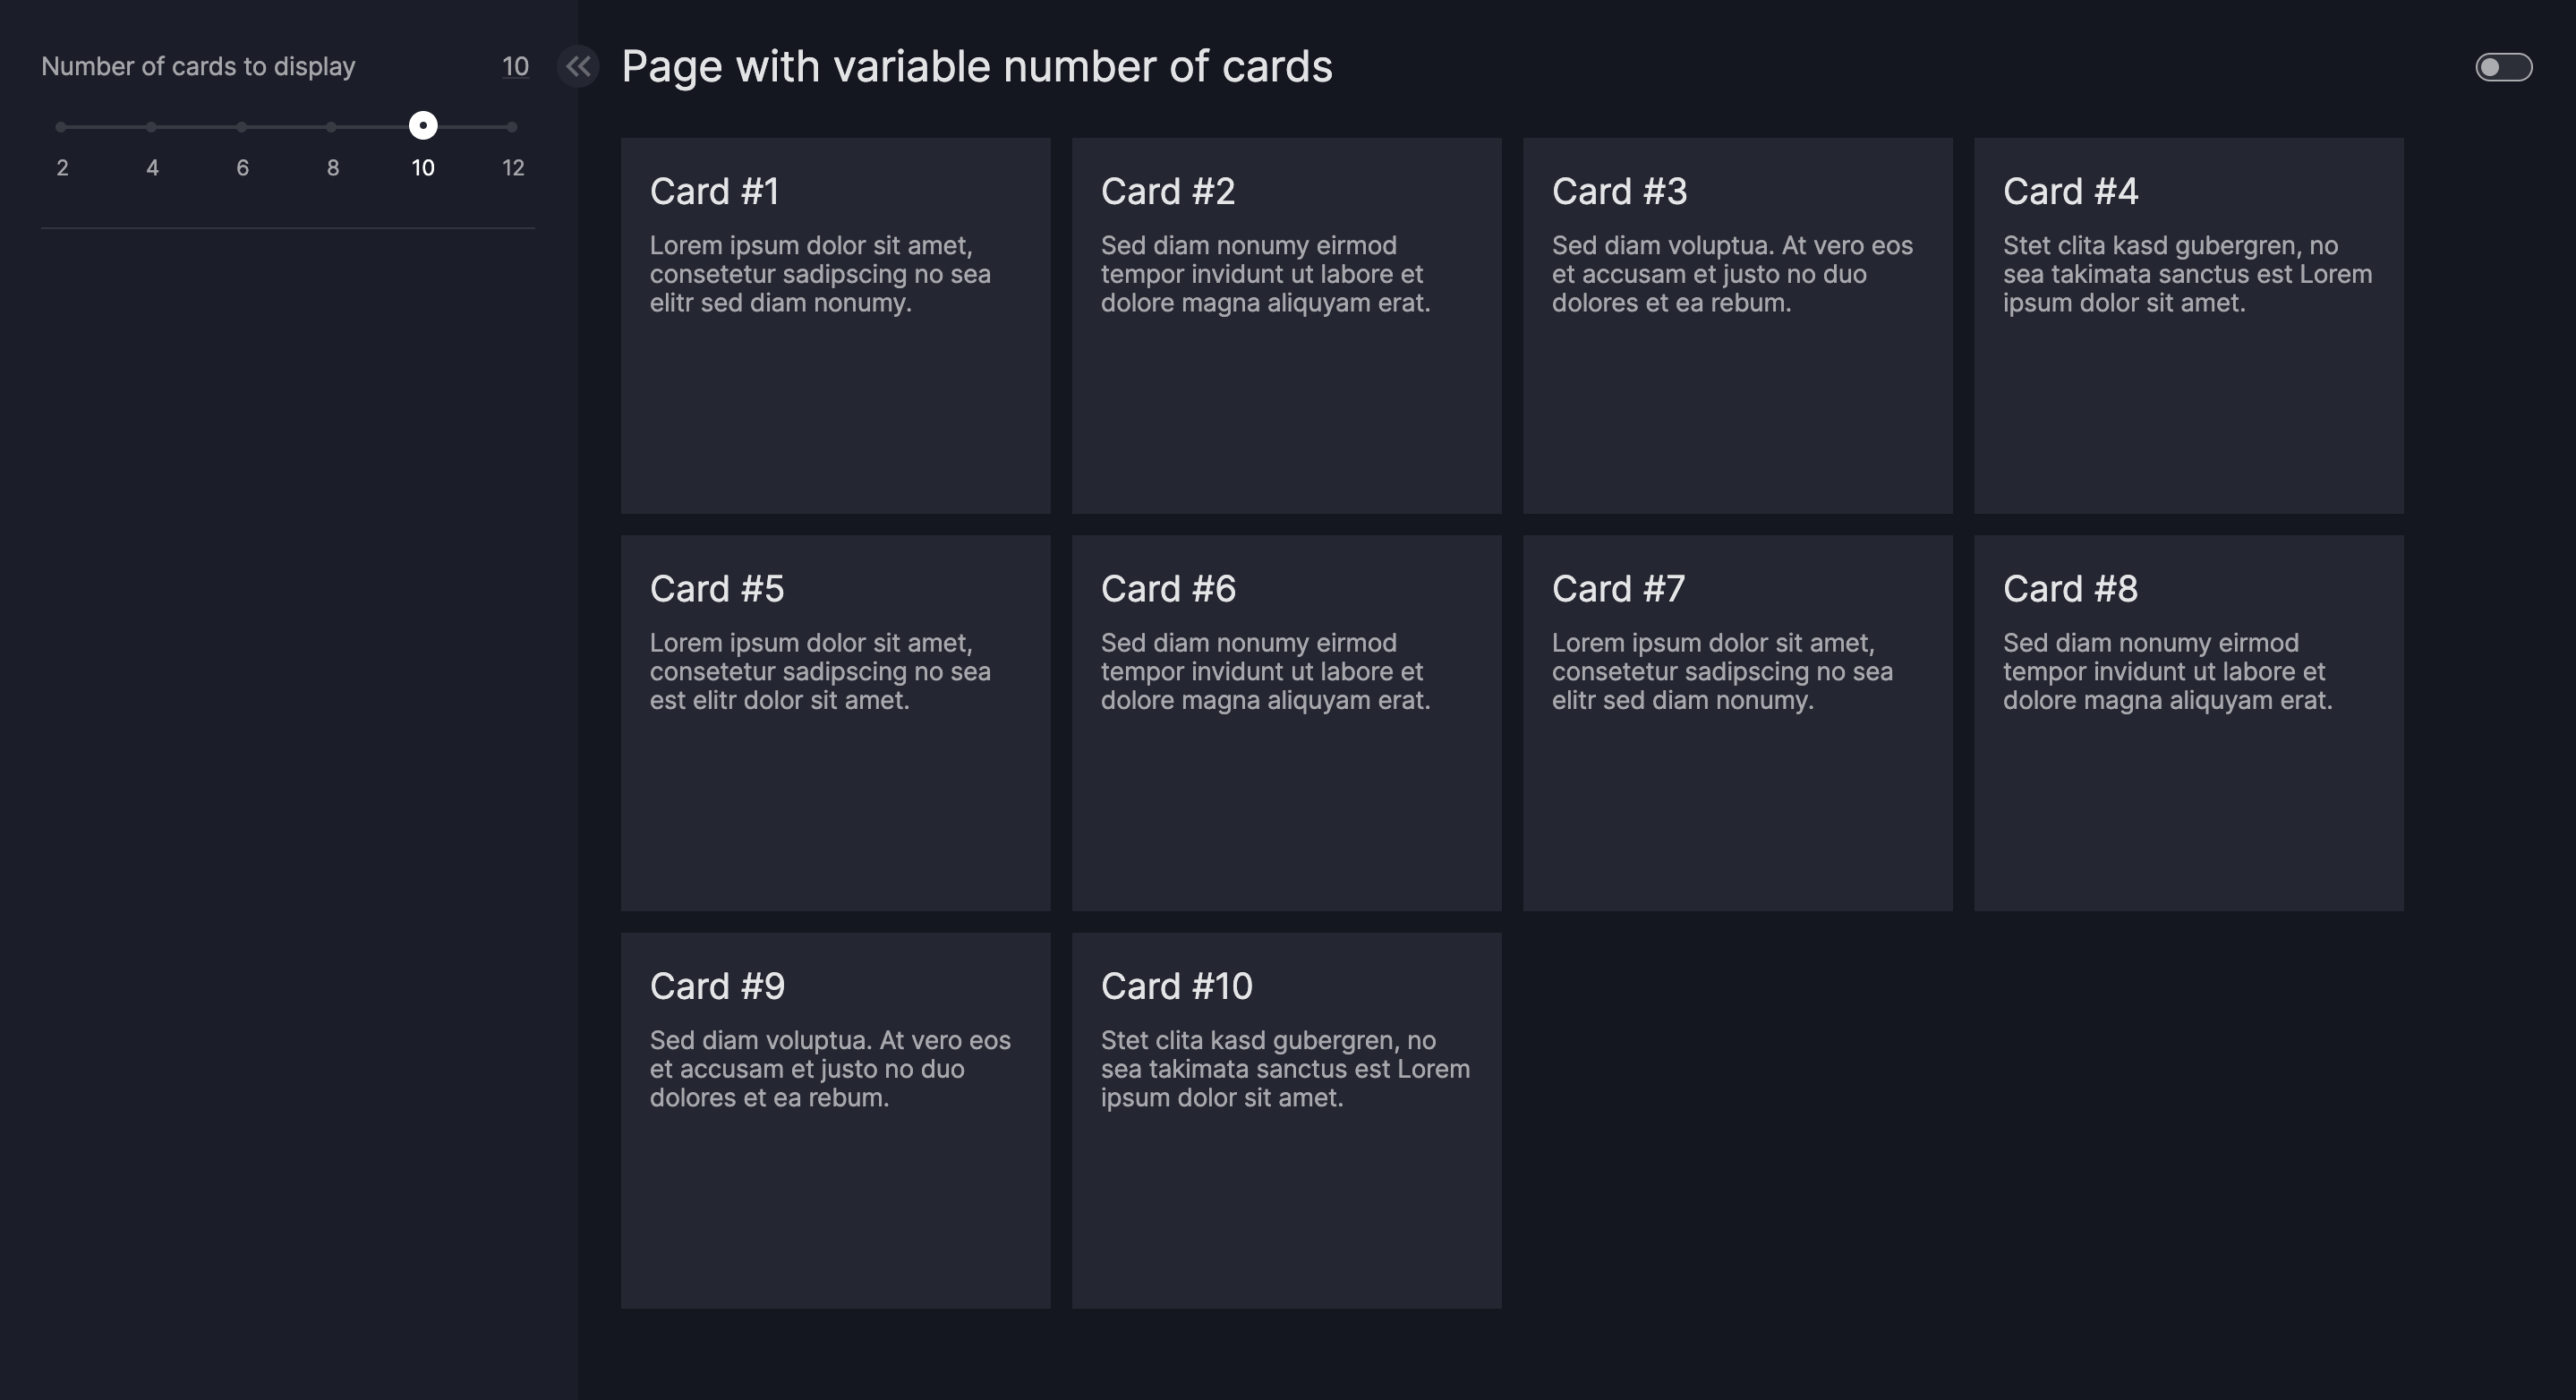 Number of cards to display 10
2 4 6 8 10 12
Page with variable number of cards
Card #1
Lorem ipsum dolor sit amet,
consetetur sadipscing no sea
elitr sed diam nonumy.
Card #2
Sed diam nonumy eirmod
tempor invidunt ut labore et
dolore magna aliquyam erat.
Card #3
Sed diam voluptua. At vero eos
et accusam et justo no duo
dolores et ea rebum.
Card #4
Stet clita kasd gubergren, no
sea takimata sanctus est Lorem
ipsum dolor sit amet.
Card #5
Lorem ipsum dolor sit amet,
consetetur sadipscing no sea
est elitr dolor sit amet.
Card #6
Sed diam nonumy eirmod
tempor invidunt ut labore et
dolore magna aliquyam erat.
Card #7
Lorem ipsum dolor sit amet,
consetetur sadipscing no sea
elitr sed diam nonumy.
Card #8
Sed diam nonumy eirmod
tempor invidunt ut labore et
dolore magna aliquyam erat.
Card #9
Sed diam voluptua. At vero eos
et accusam et justo no duo
dolores et ea rebum.
Card #10
Stet clita kasd gubergren, no
sea takimata sanctus est Lorem
ipsum dolor sit amet.